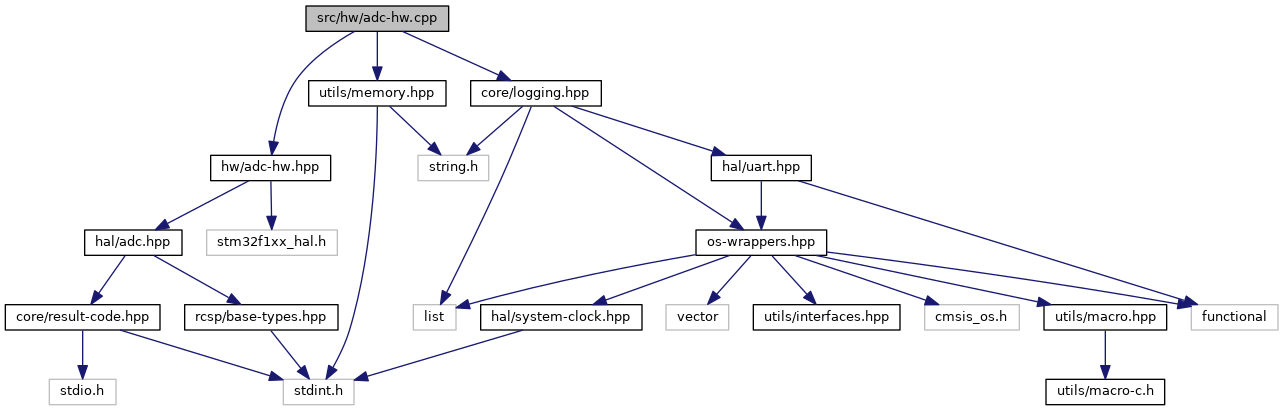 src/hw/adc-hw.cpp
utils/memory.hpp
core/logging.hpp
hw/adc-hw.hpp
string.h
hal/uart.hpp
hal/adc.hpp
stm32f1xx_hal.h
os-wrappers.hpp
core/result-code.hpp
rcsp/base-types.hpp
list
hal/system-clock.hpp
vector
utils/interfaces.hpp
cmsis_os.h
utils/macro.hpp
functional
stdio.h
stdint.h
utils/macro-c.h